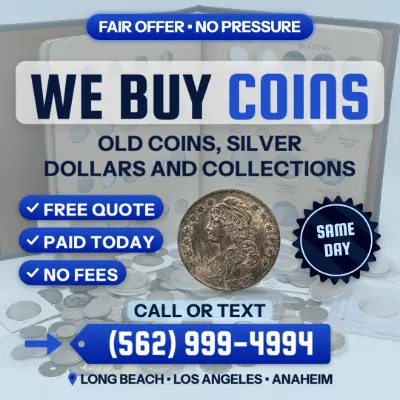 FAIR OFFER • NO PRESSURE
WE BUY COINS
OLD COINS, SILVER
DOLLARS AND COLLECTIONS
FREE QUOTE
PAID TODAY
NO FEES
SAME
DAY
CALL OR TEXT
(562) 999-4994
LONG BEACH • LOS ANGELES • ANAHEIM